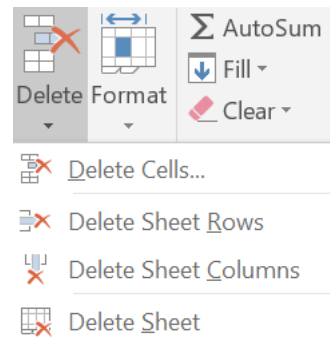 Delete Format
AutoSum
Fill
Clear
Delete Cells...
Delete Sheet Rows
Delete Sheet Columns
Delete Sheet